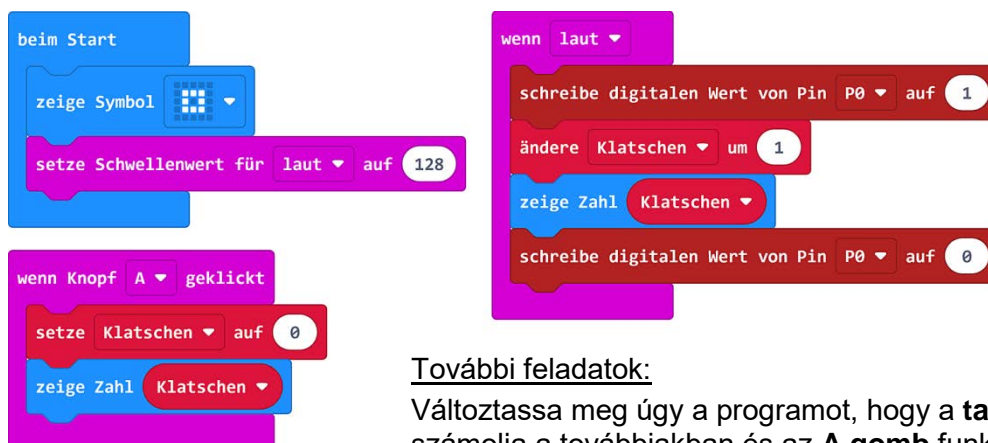 beim Start
zeige Symbol
setze Schwellenwert für laut auf 128
wenn Knopf A geklickt
setze Klatschen auf 0
zeige Zahl Klatschen
wenn laut
schreibe digitalen Wert von Pin P0 auf 1
ändere Klatschen um 1
zeige Zahl Klatschen
schreibe digitalen Wert von Pin P0 auf 0
További feladatok:
Változtassa meg úgy a programot, hogy a
számolja a továbbiakban és az A gomb